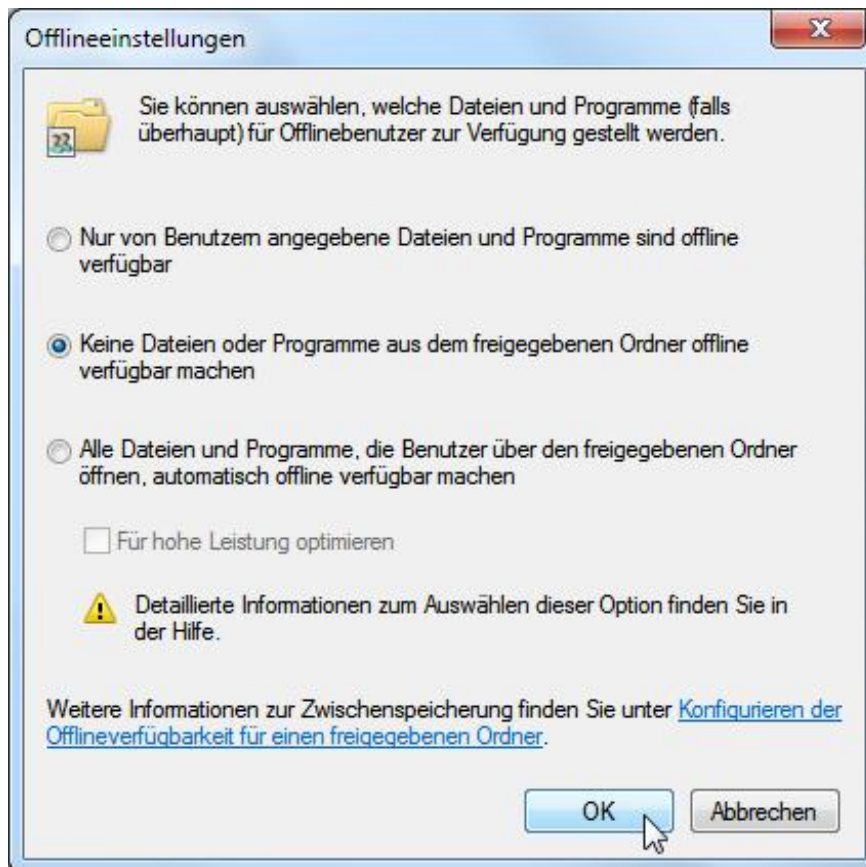 Offlineeinstellungen
Sie können auswählen, welche Dateien und Programme (falls
überhaupt) für Offlinebenutzer zur Verfügung gestellt werden.
Nur von Benutzern angegebene Dateien und Programme sind offline
verfügbar
Keine Dateien oder Programme aus dem freigegebenen Ordner offline
verfügbar machen
Alle Dateien und Programme, die Benutzer über den freigegebenen Ordner
öffnen, automatisch offline verfügbar machen
Für hohe Leistung optimieren
Detaillierte Informationen zum Auswählen dieser Option finden Sie in
der Hilfe.
Weitere Informationen zur Zwischenspeicherung finden Sie unter Konfigurieren der
Offlineverfügbarkeit für einen freigegebenen Ordner.
OK
Abbrechen